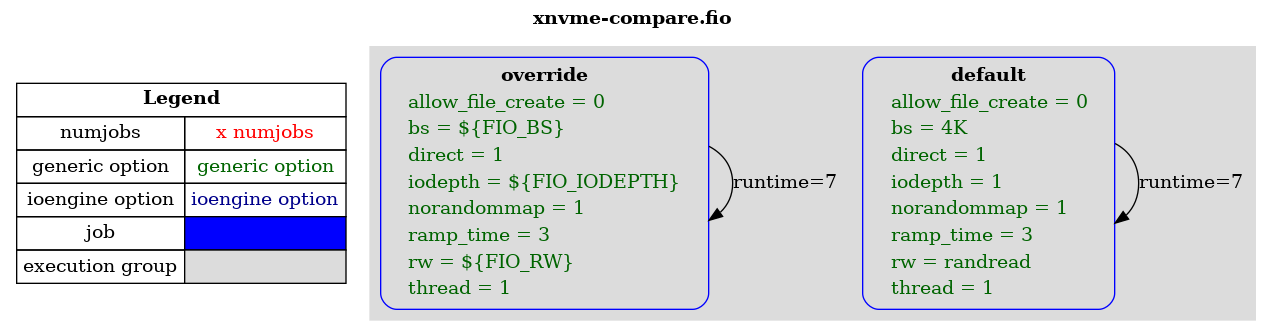 xnvme-compare.fio
Legend
numjobs x numjobs
generic option generic option
ioengine option ioengine option
job
execution group
override
allow_file_create = 0
bs = ${FIO_BS}
direct = 1
iodepth = ${FIO_IODEPTH}
norandommap = 1
ramp_time = 3
rw = ${FIO_RW}
thread = 1
runtime=7
default
allow_file_create = 0
bs = 4K
direct = 1
iodepth = 1
norandommap = 1
ramp_time = 3
rw = randread
thread = 1
runtime=7